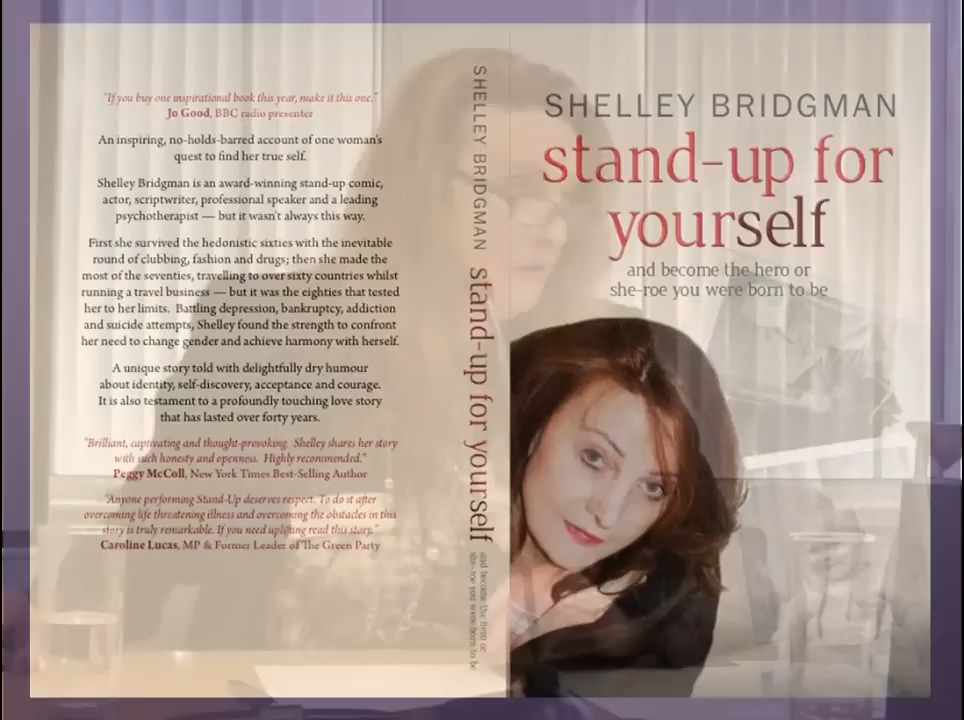 "If you buy one inspirational book this year, make it this one."
Jo Good, BBC radio presenter
An inspiring, no-holds-barred account of one woman's
quest to find her true self.
Shelley Bridgman is an award-winning stand-up comic,
actor, scriptwriter, professional speaker and a leading
psychotherapist — but it wasn't always this way.
First she survived the hedonistic sixties with the inevitable
round of clubbing, fashion and drugs; then she made the
most of the seventies, travelling to over sixty countries whilst
running a travel business — but it was the eighties that tested
her to her limits. Battling depression, bankruptcy, addiction
and suicide attempts, Shelley found the strength to confront
her need to change gender and achieve harmony with herself.
A unique story told with delightfully dry humour
about identity, self-discovery, acceptance and courage.
It is also testament to a profoundly touching love story
that has lasted over forty years.
"Brilliant, captivating and thought-provoking. Shelley shares her story
with such honesty and openness. Highly recommended."
Peggy McColl, New York Times Best-Selling Author
"Anyone performing Stand-Up deserves respect. To do it after
overcoming life threatening illness and overcoming the obstacles in this
story is truly remarkable. If you need uplifting read this story."
Caroline Lucas, MP & Former Leader of The Green Party
SHELLEY BRIDGMAN stand-up for yourself
and become the hero or
she-roe you were born to be
SHELLEY BRIDGMAN
stand-up for
yourself
and become the hero or
she-roe you were born to be